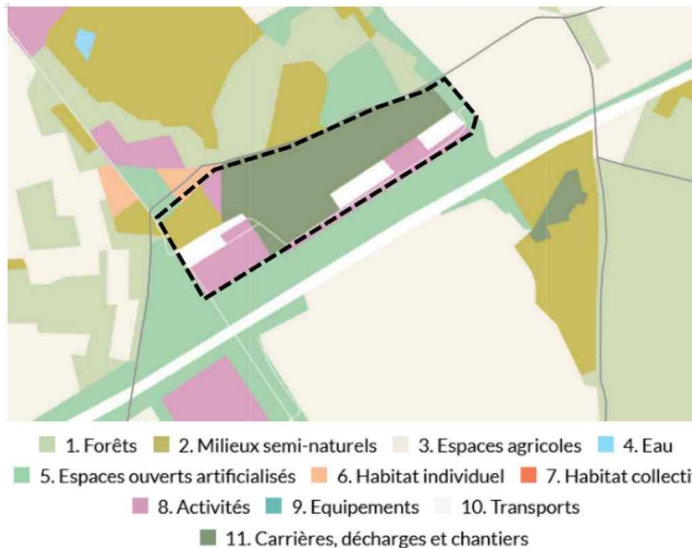 1. Forêts 2. Milieux semi-naturels 3. Espaces agricoles 4. Eau
5. Espaces ouverts artificialisés 6. Habitat individuel 7. Habitat collecti
8. Activités 9. Equipements 10. Transports
11. Carrières, décharges et chantiers